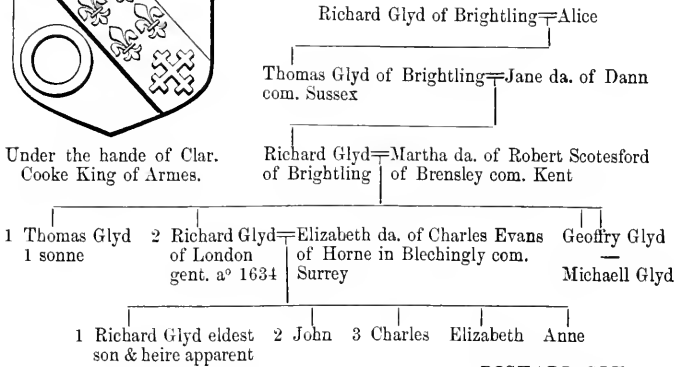 Richard Glyd of Brightling=Alice
Thomas Glyd of Brightling=Jane da. of Dann
com. Sussex
Under the hande of Clar.
Cooke King of Armes.
Richard Glyd=Martha da. of Robert Scotesford
of Brightling of Brensley com. Kent
1 Thomas Glyd
1 sonne
2 Richard Glyd=Elizabeth da. of Charles Evans
of London of Horne in Blechingly com.
gent. aº 1634 Surrey
Geoffry Glyd
—
Michaell Glyd
1 Richard Glyd eldest
son & heire apparent
2 John
3 Charles
Elizabeth
Anne